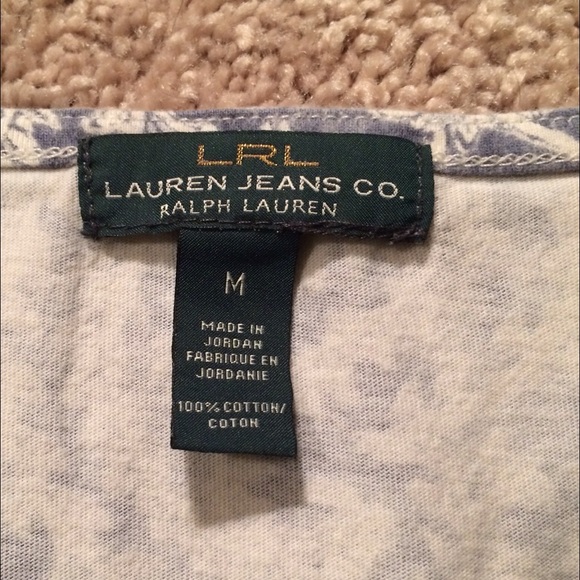 LRL
LAUREN JEANS CO.
RALPH LAUREN
M
MADE IN
JORDAN
FABRIQUE EN
JORDANIE
100% COTTON/
COTON